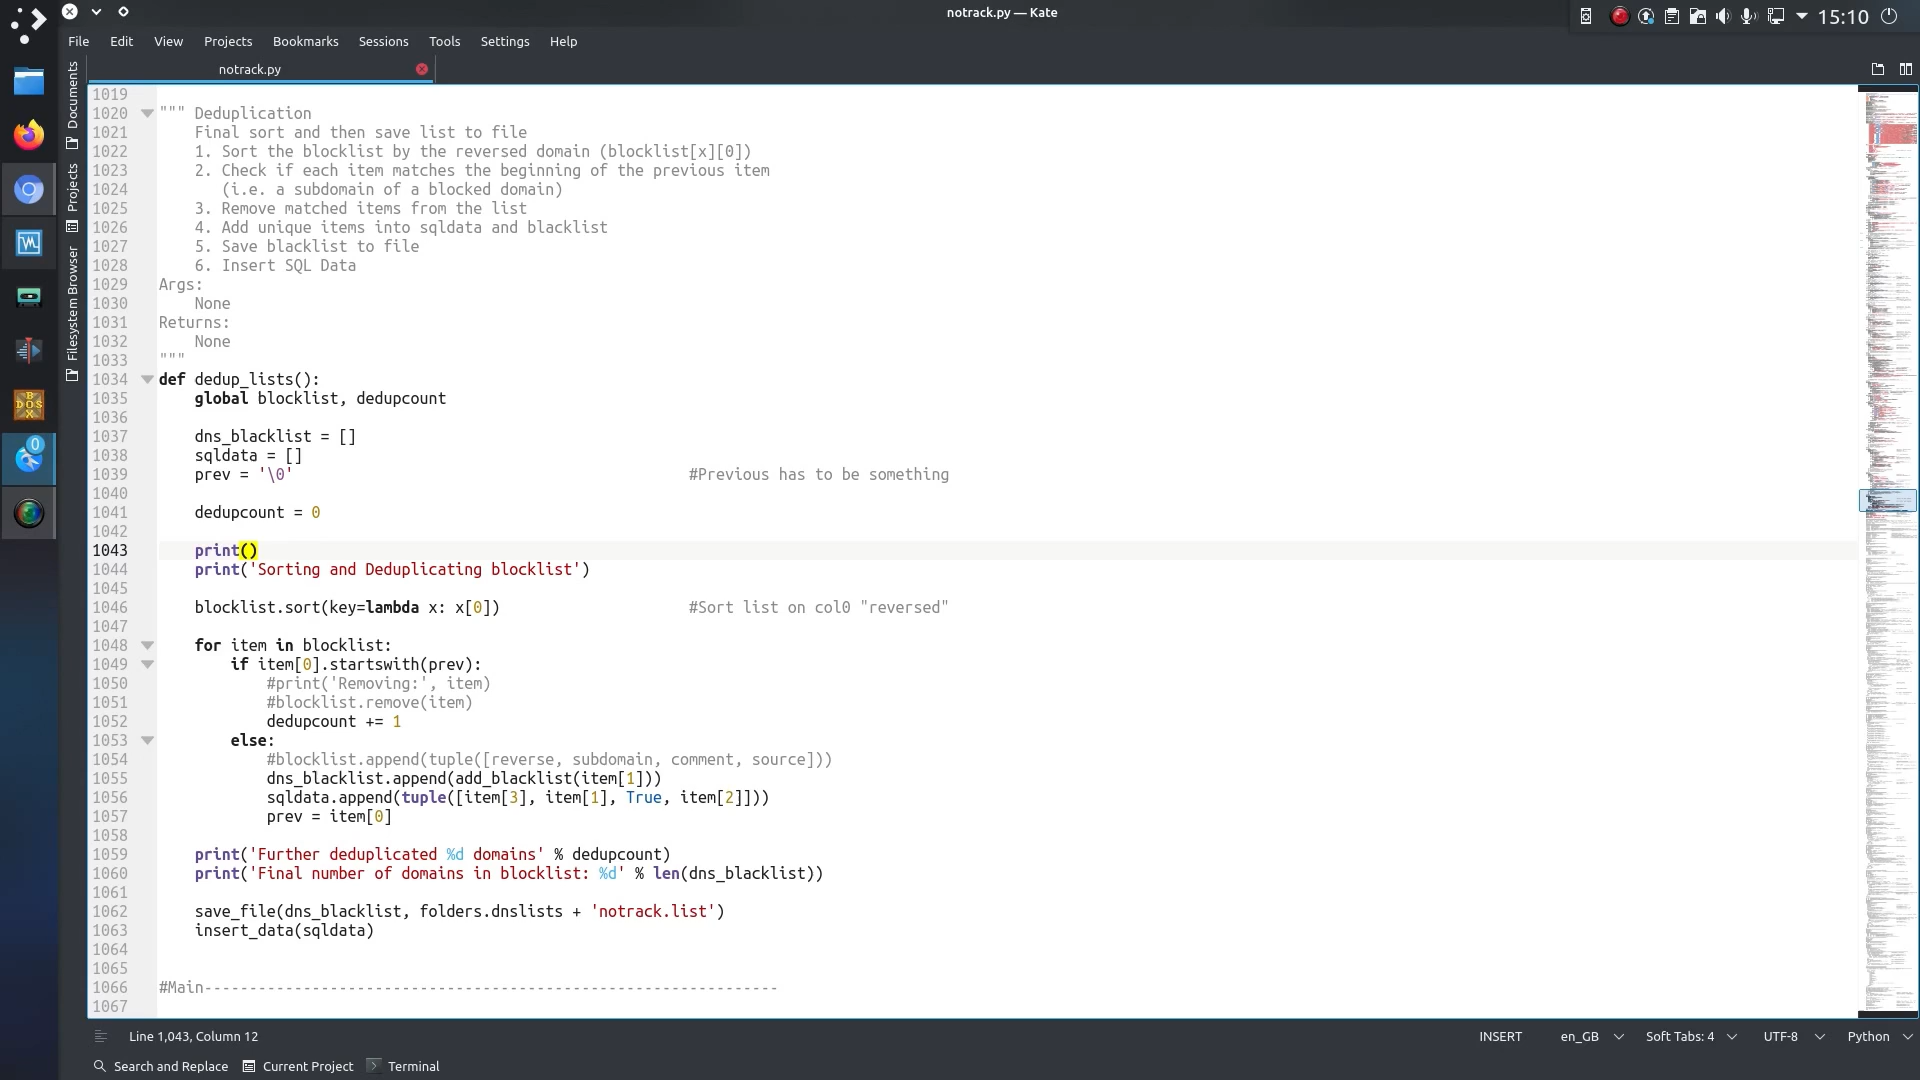 notrack.py — Kate
15:10
File Edit View Projects Bookmarks Sessions Tools Settings Help
notrack.py
Documents
Projects
Filesystem Browser
0
DOS
BOX
1019
1020 """ Deduplication
1021     Final sort and then save list to file
1022     1. Sort the blocklist by the reversed domain (blocklist[x][0])
1023     2. Check if each item matches the beginning of the previous item
1024        (i.e. a subdomain of a blocked domain)
1025     3. Remove matched items from the list
1026     4. Add unique items into sqldata and blacklist
1027     5. Save blacklist to file
1028     6. Insert SQL Data
1029 Args:
1030     None
1031 Returns:
1032     None
1033 """
1034 def dedup_lists():
1035     global blocklist, dedupcount
1036
1037     dns_blacklist = []
1038     sqldata = []
1039     prev = '\0'                                            #Previous has to be something
1040
1041     dedupcount = 0
1042
1043     print()
1044     print('Sorting and Deduplicating blocklist')
1045
1046     blocklist.sort(key=lambda x: x[0])                     #Sort list on col0 "reversed"
1047
1048     for item in blocklist:
1049         if item[0].startswith(prev):
1050             #print('Removing:', item)
1051             #blocklist.remove(item)
1052             dedupcount += 1
1053         else:
1054             #blocklist.append(tuple([reverse, subdomain, comment, source]))
1055             dns_blacklist.append(add_blacklist(item[1]))
1056             sqldata.append(tuple([item[3], item[1], True, item[2]]))
1057             prev = item[0]
1058
1059     print('Further deduplicated %d domains' % dedupcount)
1060     print('Final number of domains in blocklist: %d' % len(dns_blacklist))
1061
1062     save_file(dns_blacklist, folders.dnslists + 'notrack.list')
1063     insert_data(sqldata)
1064
1065
1066 #Main----------------------------------------------------------------
1067
Line 1,043, Column 12 INSERT en_GB Soft Tabs: 4 UTF-8 Python
Search and Replace Current Project Terminal